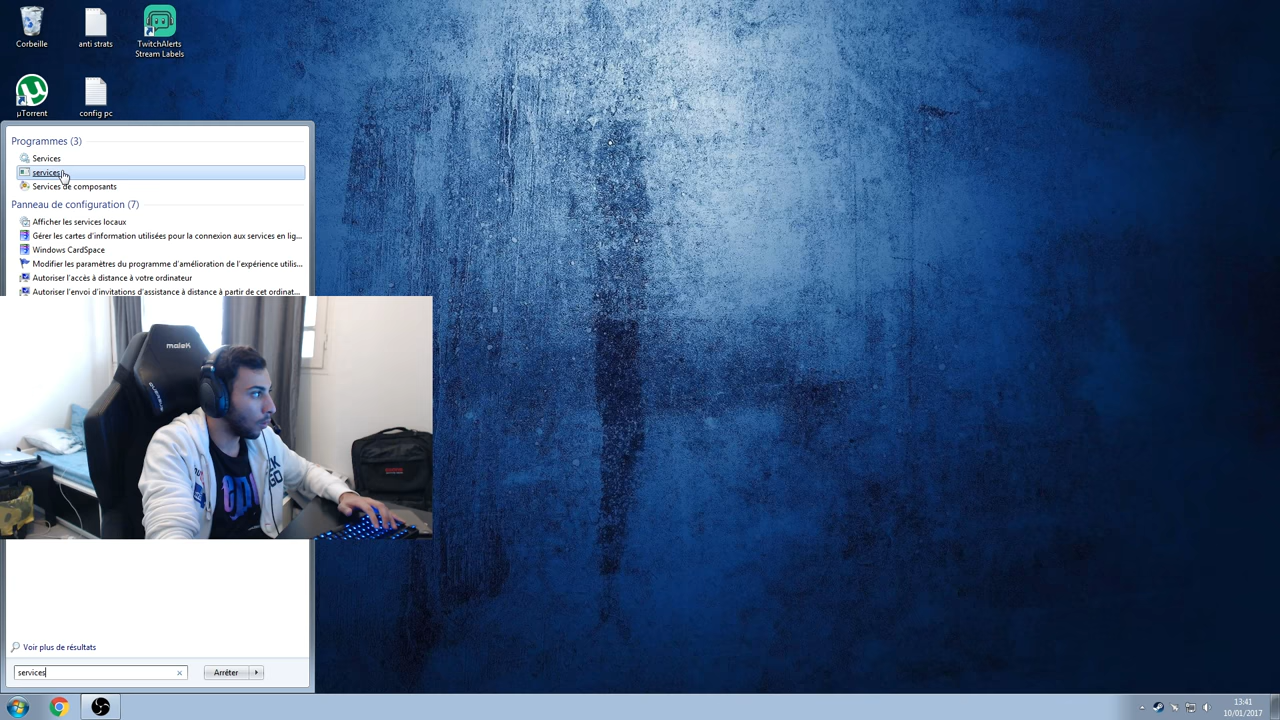 Corbeille
anti strats
TwitchAlerts
Stream Labels
µTorrent
config pc
Programmes (3)
Services
services
Services de composants
Panneau de configuration (7)
Afficher les services locaux
Gérer les cartes d'information utilisées pour la connexion aux services en lig...
Windows CardSpace
Modifier les paramètres du programme d'amélioration de l'expérience utilis...
Autoriser l'accès à distance à votre ordinateur
Autoriser l'envoi d'invitations d'assistance à distance à partir de cet ordinat...
maleK
Voir plus de résultats
services
Arrêter
13:41
10/01/2017